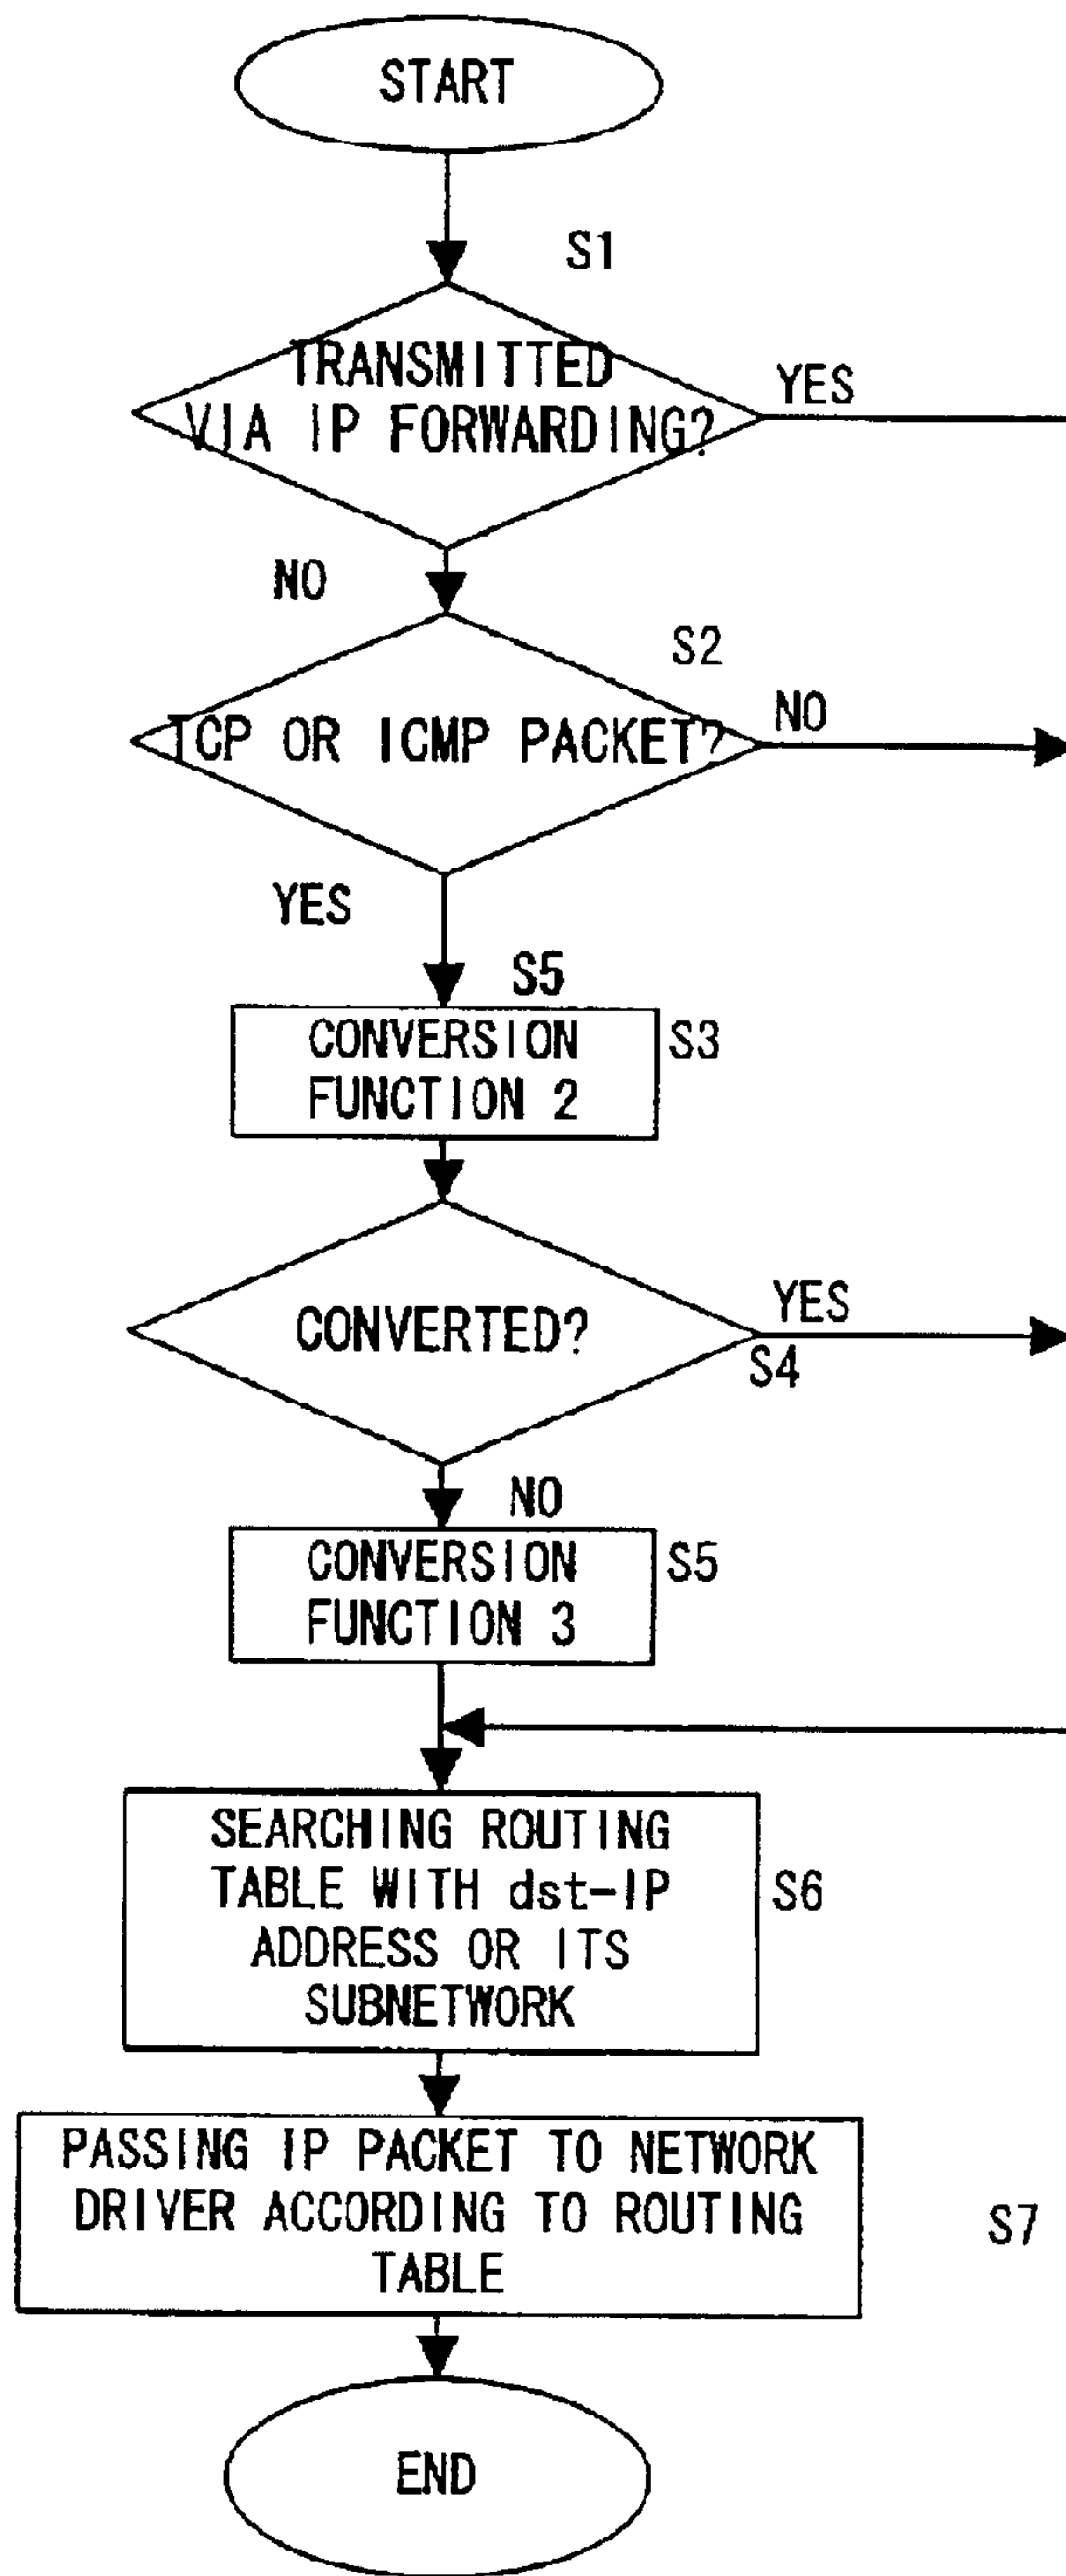 START
S1
TRANSMITTED
VIA IP FORWARDING?
YES
NO
S2
TCP OR ICMP PACKET?
NO
YES
S5
CONVERSION
FUNCTION 2
S3
CONVERTED?
YES
S4
NO
CONVERSION
FUNCTION 3
S5
SEARCHING ROUTING
TABLE WITH dst-IP
ADDRESS OR ITS
SUBNETWORK
S6
PASSING IP PACKET TO NETWORK
DRIVER ACCORDING TO ROUTING
TABLE
S7
END